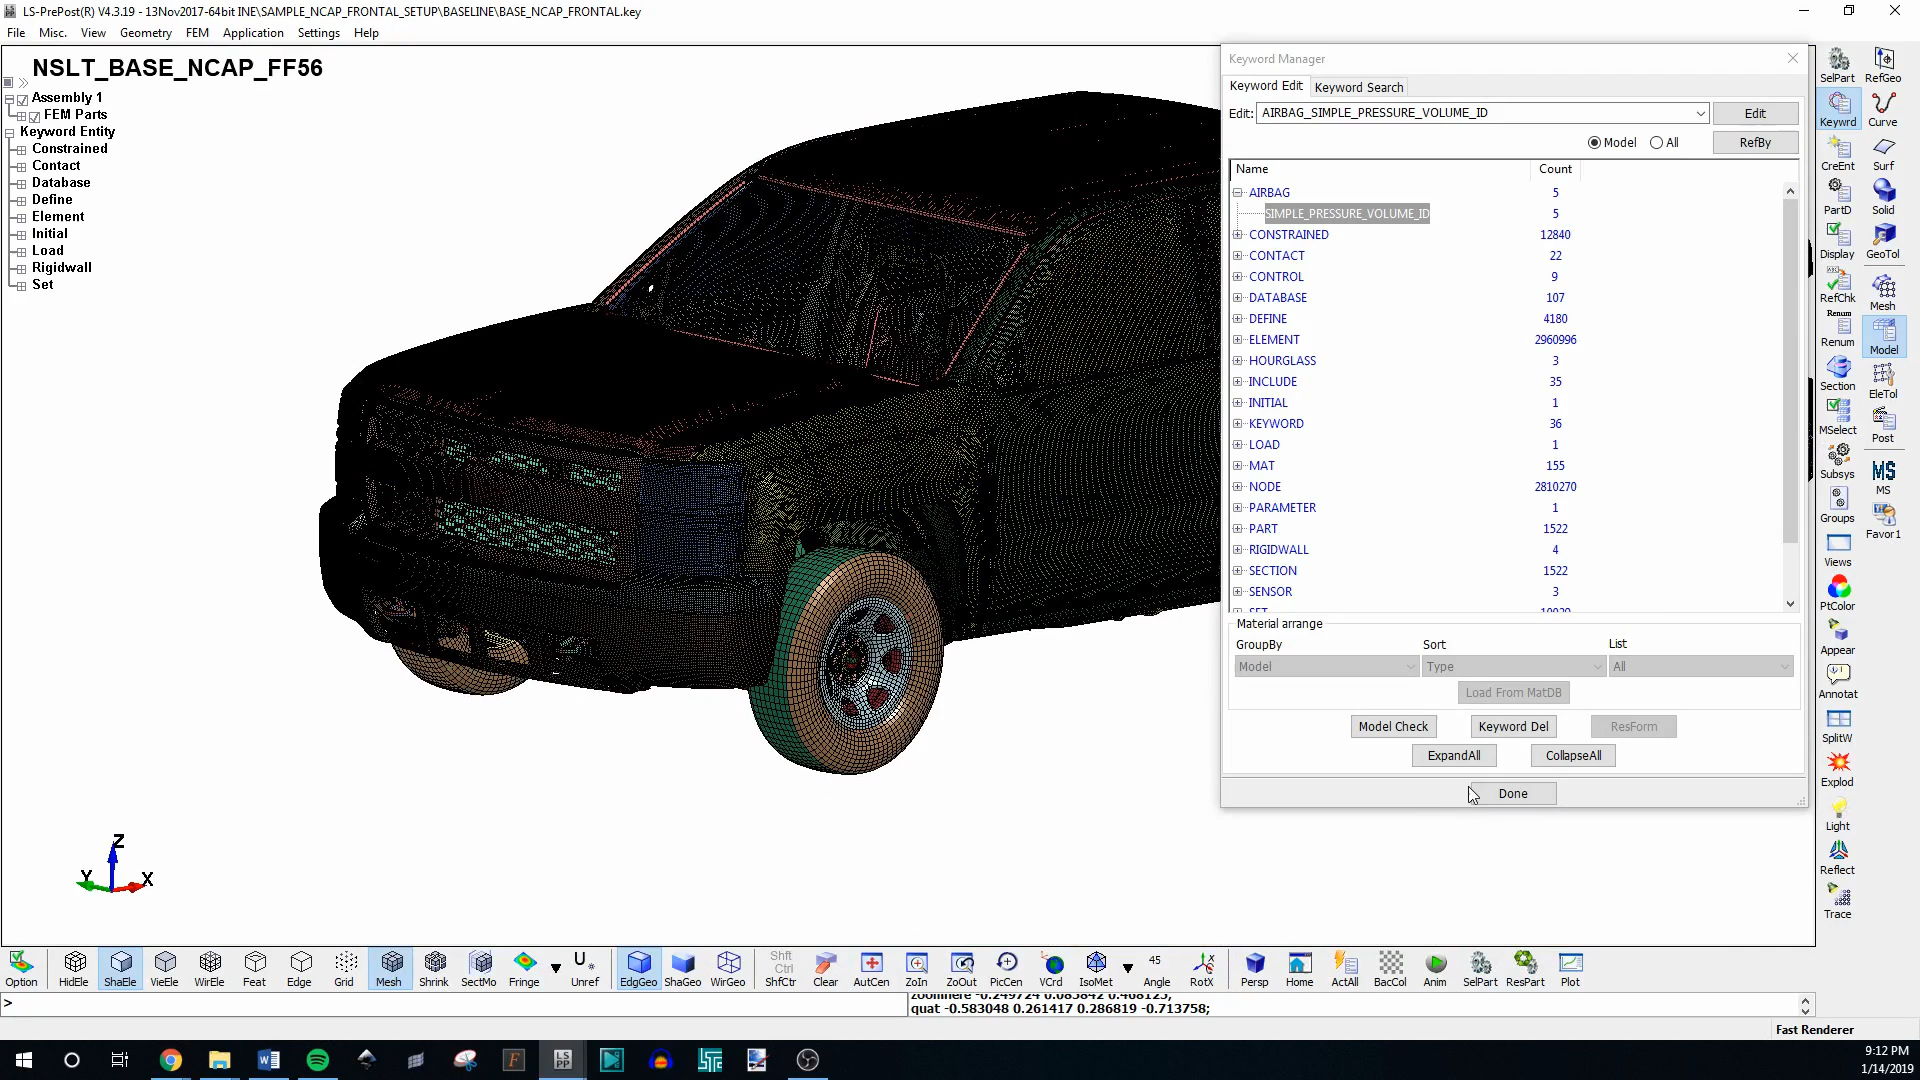 LS-PrePost(R) V4.3.19 - 13Nov2017-64bit INE\SAMPLE_NCAP_FRONTAL_SETUP\BASELINE\BASE_NCAP_FRONTAL.key
File Misc. View Geometry FEM Application Settings Help
NSLT_BASE_NCAP_FF56
Assembly 1
FEM Parts
Keyword Entity
Constrained
Contact
Database
Define
Element
Initial
Load
Rigidwall
Set
Z
Y
X
Keyword Manager
Keyword Edit Keyword Search
Edit: AIRBAG_SIMPLE_PRESSURE_VOLUME_ID Edit
Model All RefBy
Name Count
AIRBAG 5
SIMPLE_PRESSURE_VOLUME_ID 5
CONSTRAINED 12840
CONTACT 22
CONTROL 9
DATABASE 107
DEFINE 4180
ELEMENT 2960996
HOURGLASS 3
INCLUDE 35
INITIAL 1
KEYWORD 36
LOAD 1
MAT 155
NODE 2810270
PARAMETER 1
PART 1522
RIGIDWALL 4
SECTION 1522
SENSOR 3
Material arrange
GroupBy Sort List
Model Type All
Load From MatDB
Model Check Keyword Del ResForm
ExpandAll CollapseAll
Done
SelPart RefGeo
Keywrd Curve
CreEnt Surf
PartD Solid
Display GeoTol
RefChk Mesh
Renum
Renum Model
Section EleTol
MSelect Post
Subsys MS
MS
Groups Favor1
Views
PtColor
Appear
Annotat
SplitW
Explod
Light
Reflect
Trace
Option HidEle ShaEle VieEle WirEle Feat Edge Grid Mesh Shrink SectMo Fringe Unref EdgGeo ShaGeo WirGeo ShfCtr Clear AutCen ZoIn ZoOut PicCen VCrd IsoMet Angle RotX Persp Home ActAll BacCol Anim SelPart ResPart Plot
U
Shft
Ctrl
45
>
quat -0.583048 0.261417 0.286819 -0.713758;
Fast Renderer
W F LS
PP
9:12 PM
1/14/2019